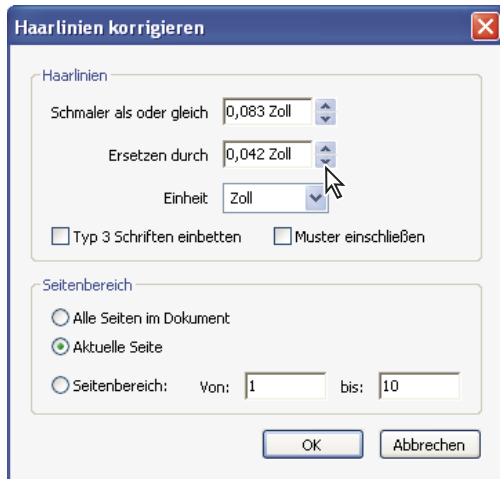 Haarlinien korrigieren
Haarlinien
Schmaler als oder gleich 0,083 Zoll
Ersetzen durch 0,042 Zoll
Einheit Zoll
Typ 3 Schriften einbetten Muster einschließen
Seitenbereich
Alle Seiten im Dokument
Aktuelle Seite
Seitenbereich: Von: 1 bis: 10
OK Abbrechen